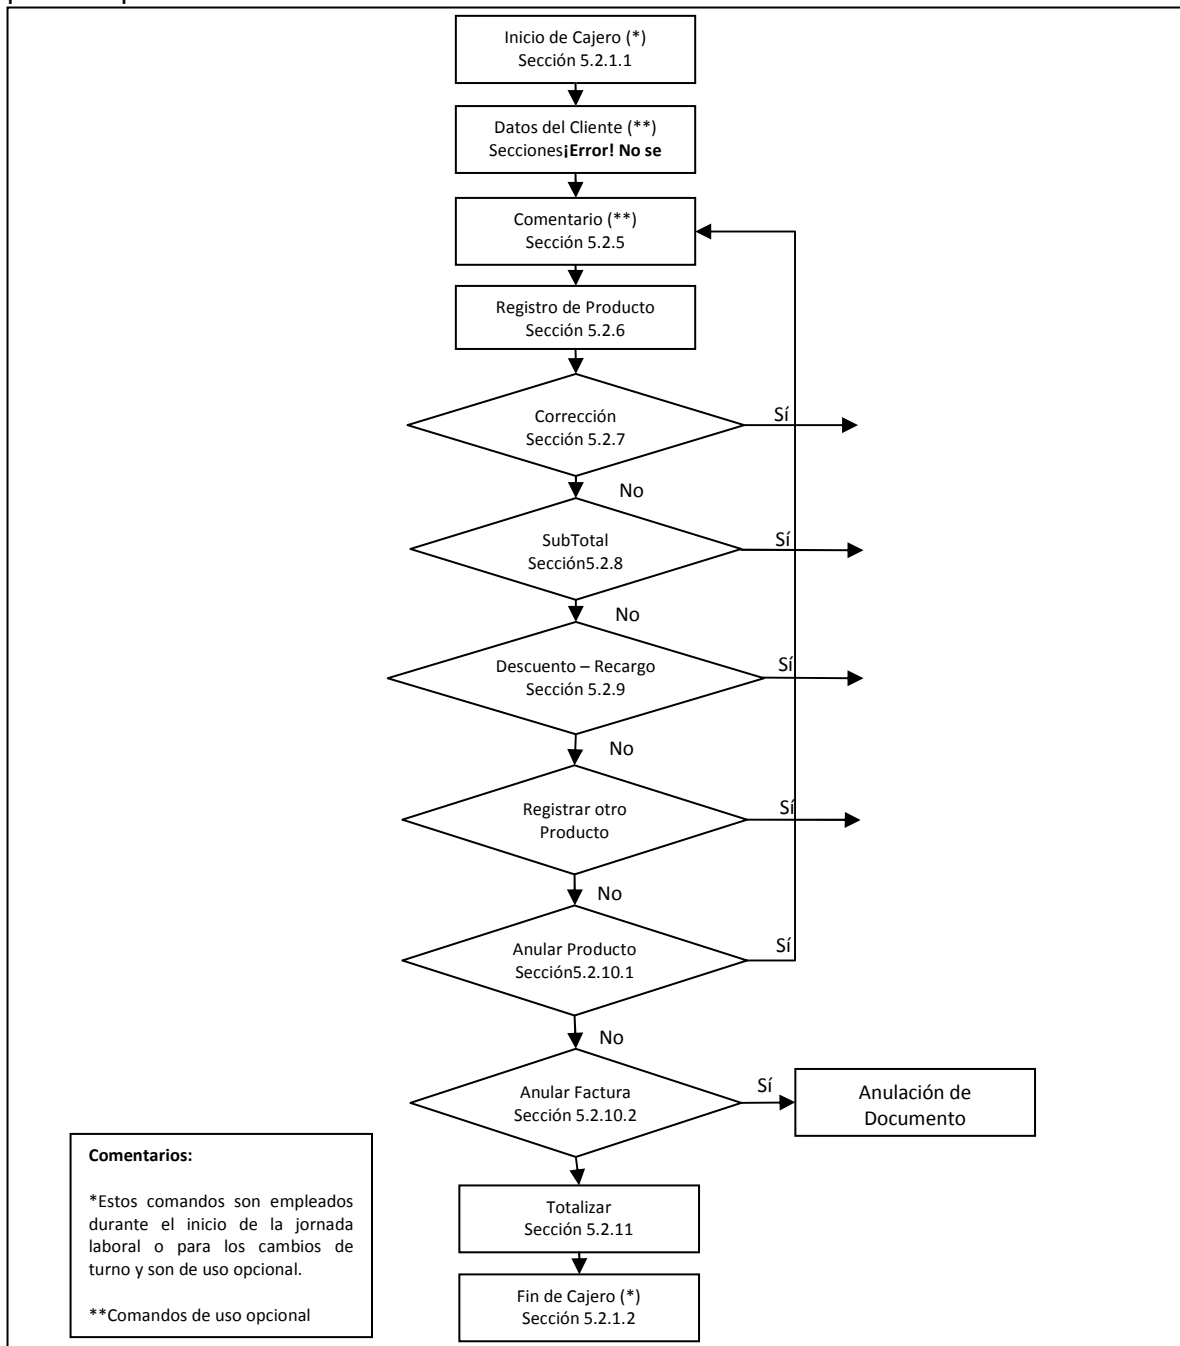 Inicio de Cajero (*)
Sección 5.2.1.1
Datos del Cliente (**)
Secciones¡Error! No se
Comentario (**)
Sección 5.2.5
Registro de Producto
Sección 5.2.6
Corrección
Sección 5.2.7
Sí
No
SubTotal
Sección5.2.8
Sí
No
Descuento – Recargo
Sección 5.2.9
Sí
No
Registrar otro
Producto
Sí
No
Anular Producto
Sección5.2.10.1
Sí
No
Anular Factura
Sección 5.2.10.2
Sí
Anulación de
Documento
Totalizar
Sección 5.2.11
Fin de Cajero (*)
Sección 5.2.1.2
Comentarios:
*Estos comandos son empleados
durante el inicio de la jornada
laboral o para los cambios de
turno y son de uso opcional.
**Comandos de uso opcional